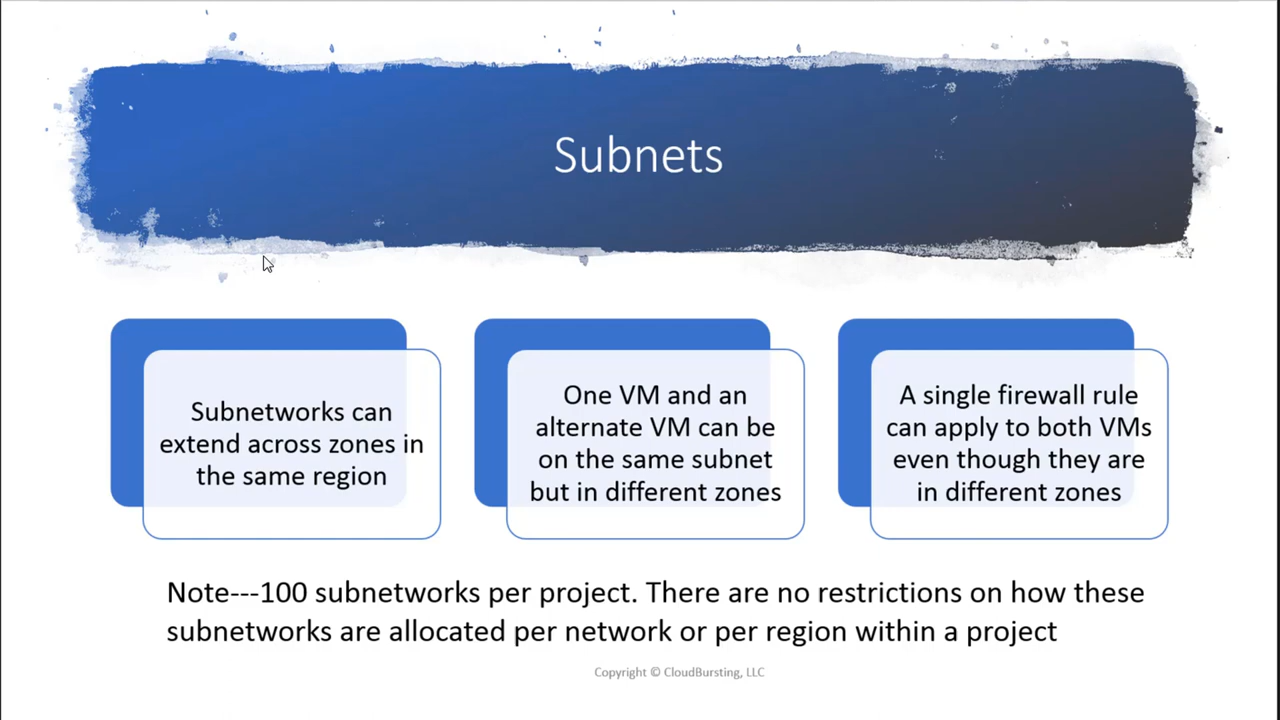 Subnets
Subnetworks can
extend across zones in
the same region
One VM and an
alternate VM can be
on the same subnet
but in different zones
A single firewall rule
can apply to both VMs
even though they are
in different zones
Note---100 subnetworks per project. There are no restrictions on how these
subnetworks are allocated per network or per region within a project
Copyright © CloudBursting, LLC